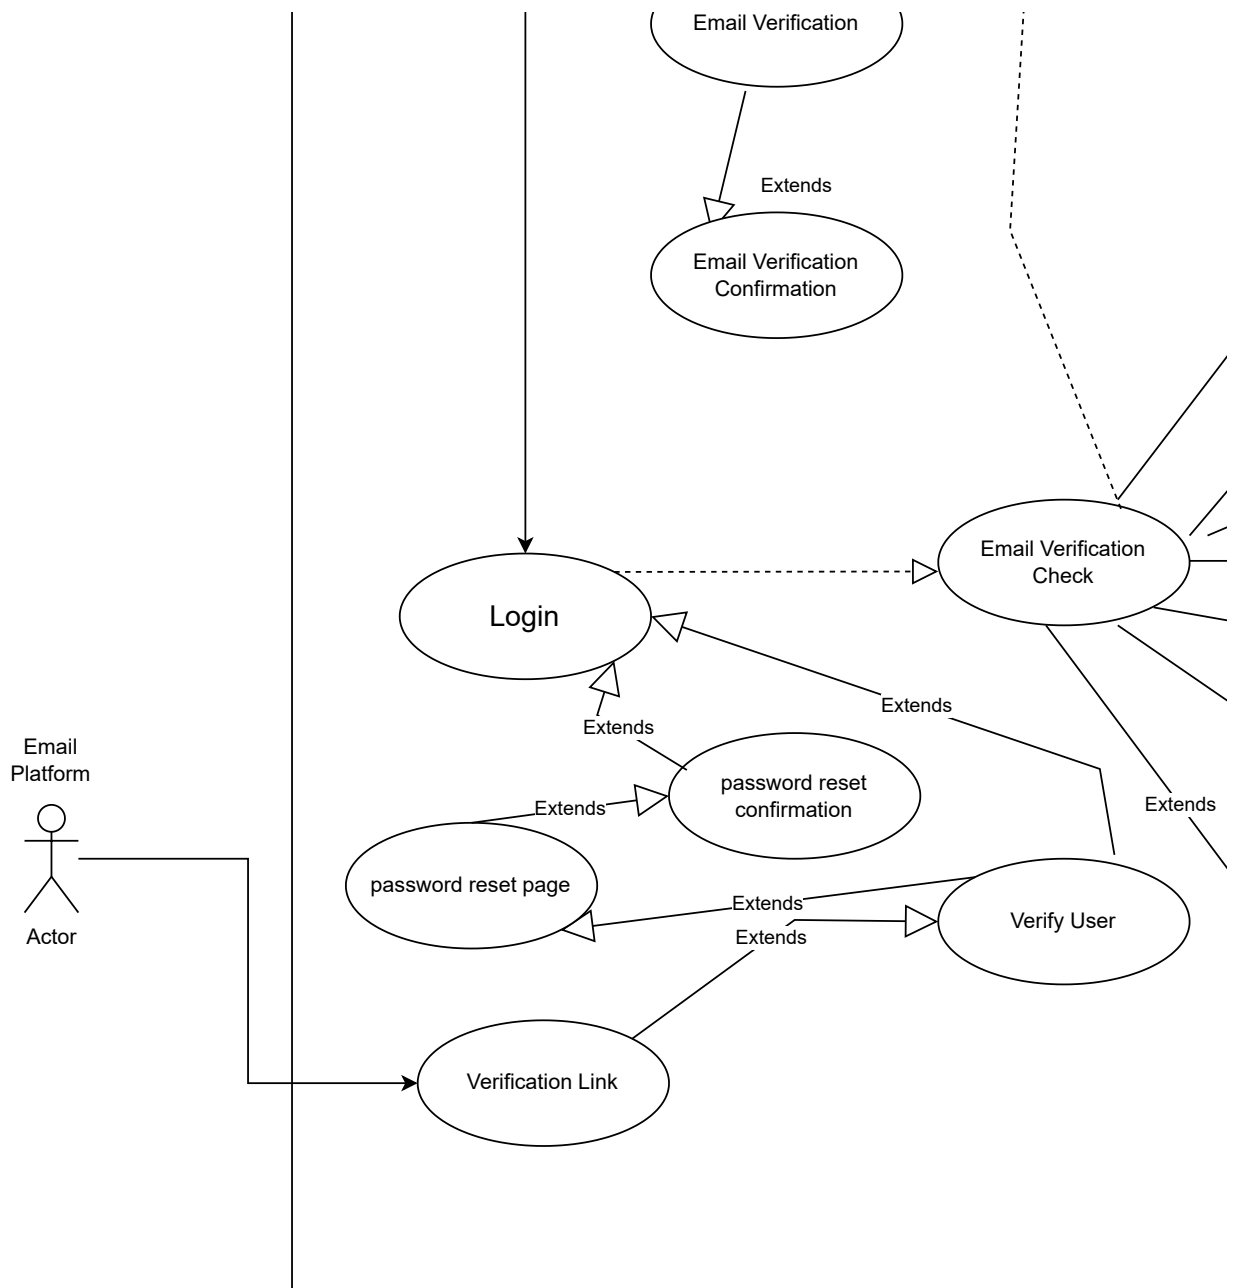 Email Verification
Extends
Email Verification
Confirmation
Email Verification
Check
Login
Extends
Extends
Email
Platform
password reset
confirmation
Extends
Extends
password reset page
Extends
Verify User
Actor
Extends
Verification Link